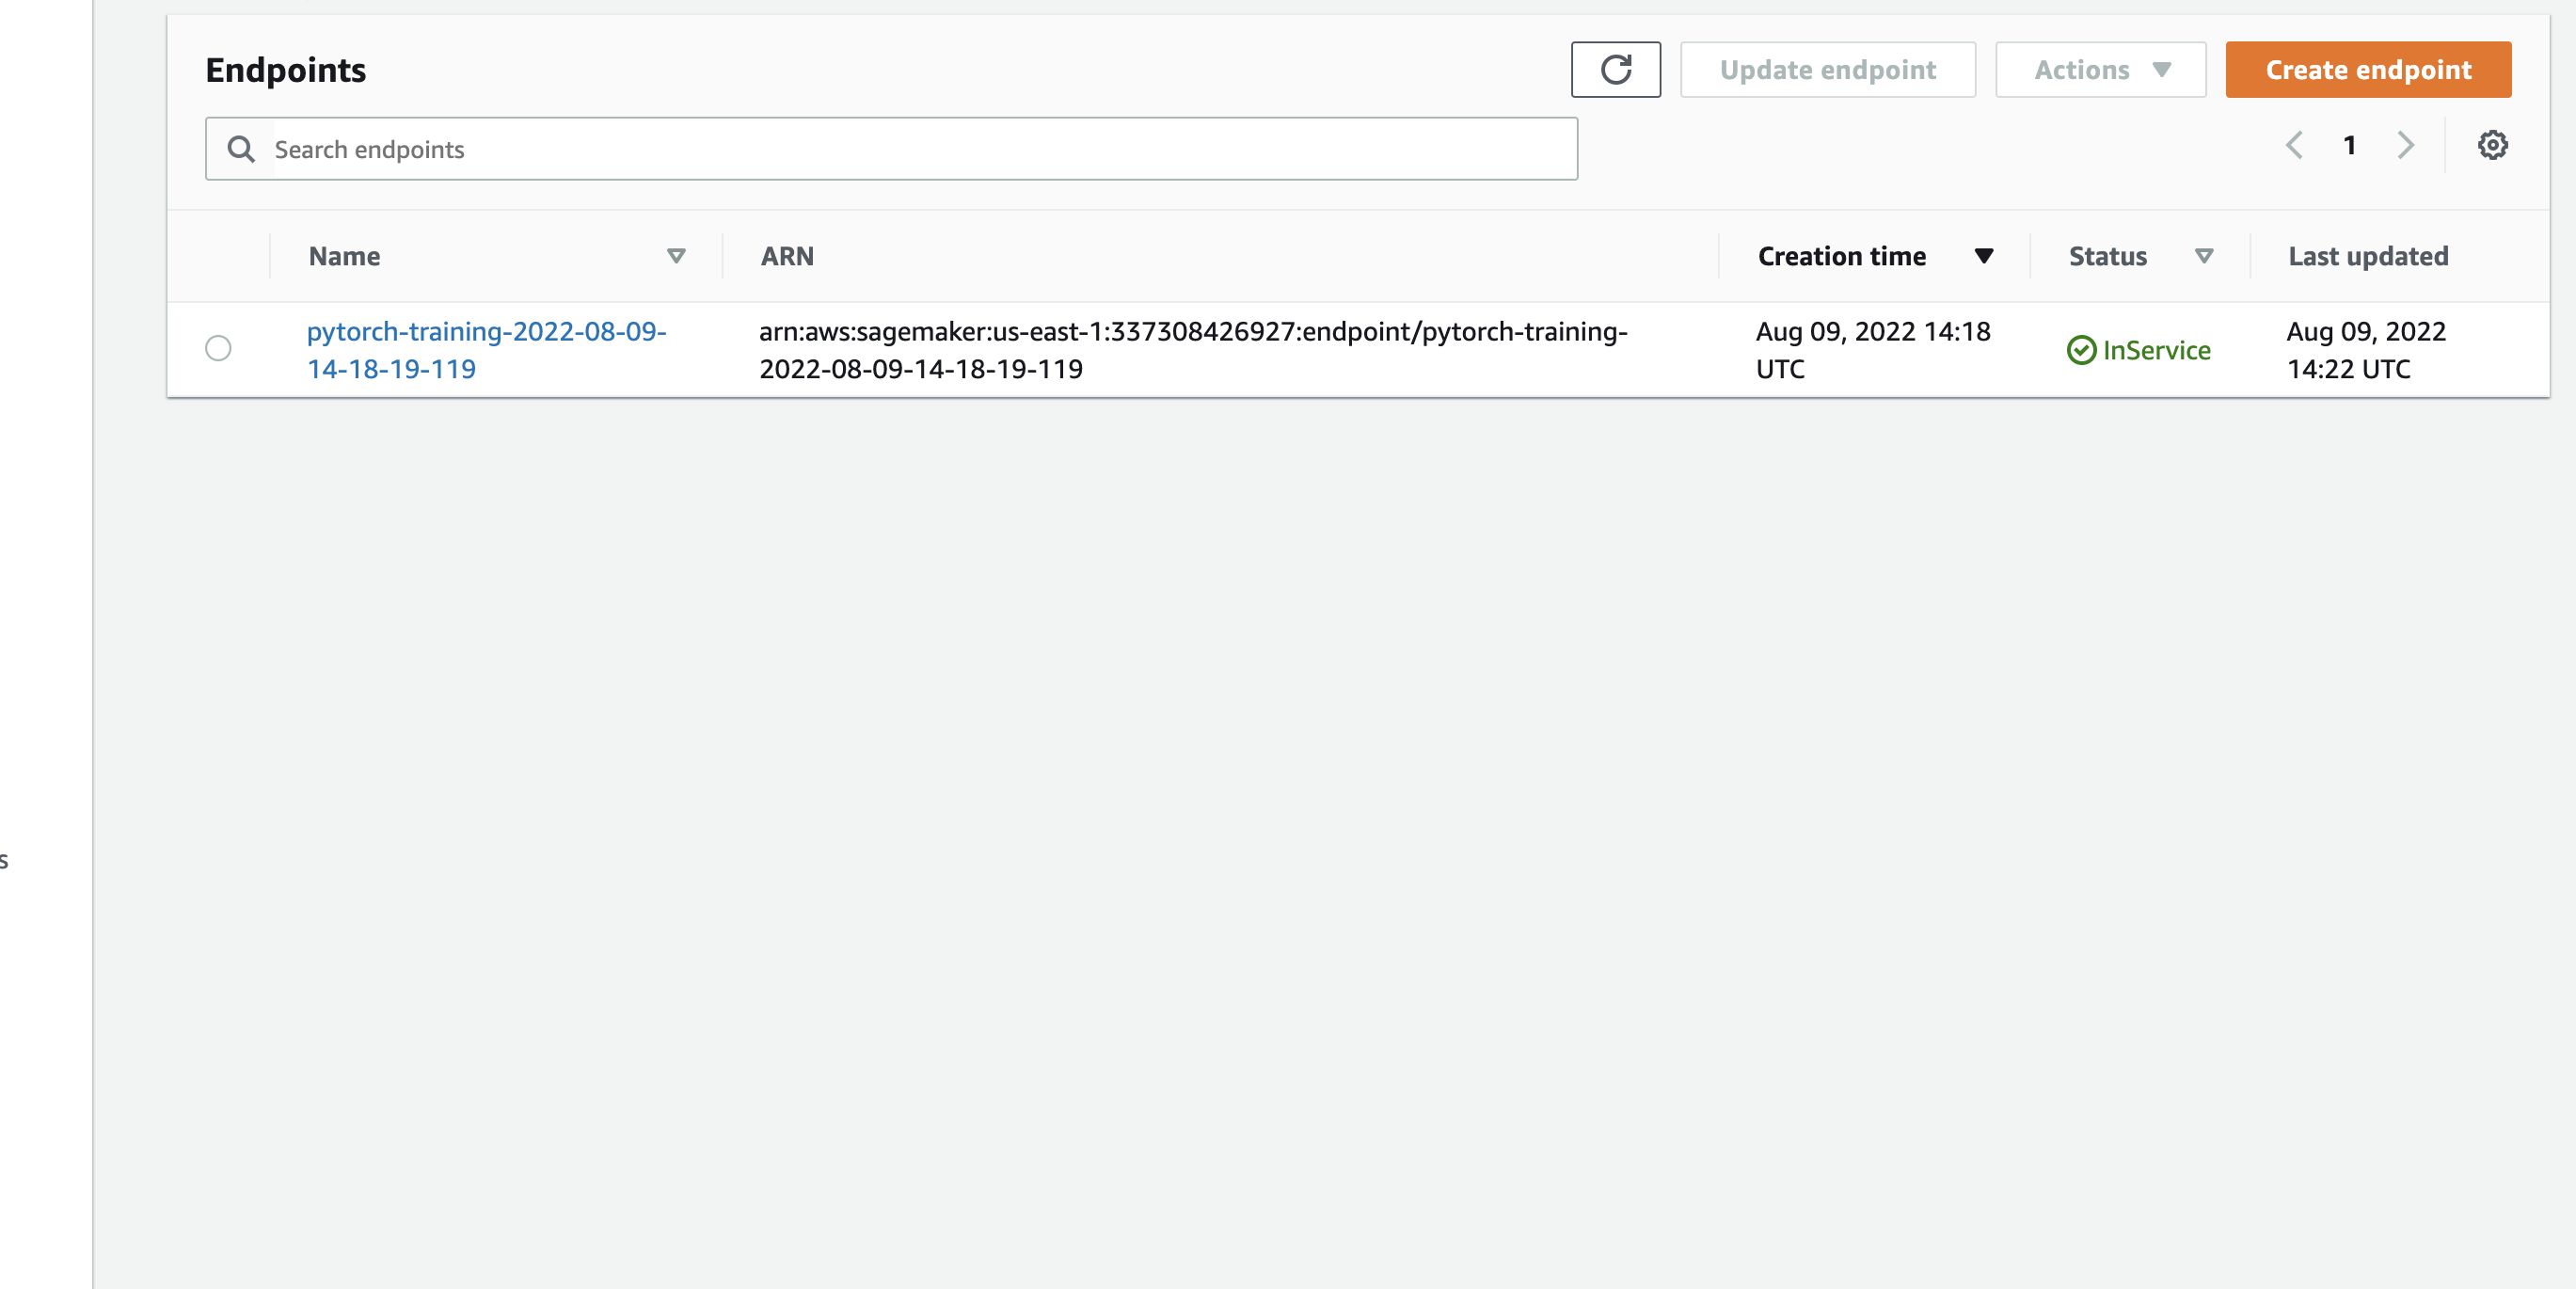 Endpoints
Update endpoint
Actions
Create endpoint
Search endpoints
1
Name
ARN
Creation time
Status
Last updated
pytorch-training-2022-08-09-
14-18-19-119
arn:aws:sagemaker:us-east-1:337308426927:endpoint/pytorch-training-
2022-08-09-14-18-19-119
Aug 09, 2022 14:18
UTC
InService
Aug 09, 2022
14:22 UTC
s